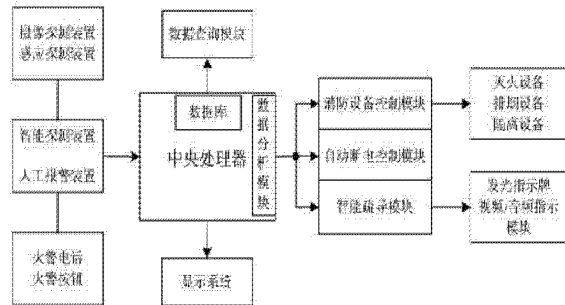 摄像探测装置
感应探测装置
智能探测装置
人工报警装置
火警电话
火警按钮
数据查询模块
数据库
中央处理器
数据分析模块
显示系统
消防设备控制模块
自动断电控制模块
智能疏导模块
灭火设备
排烟设备
隔离设备
发光指示牌
视频/音频指示
模块